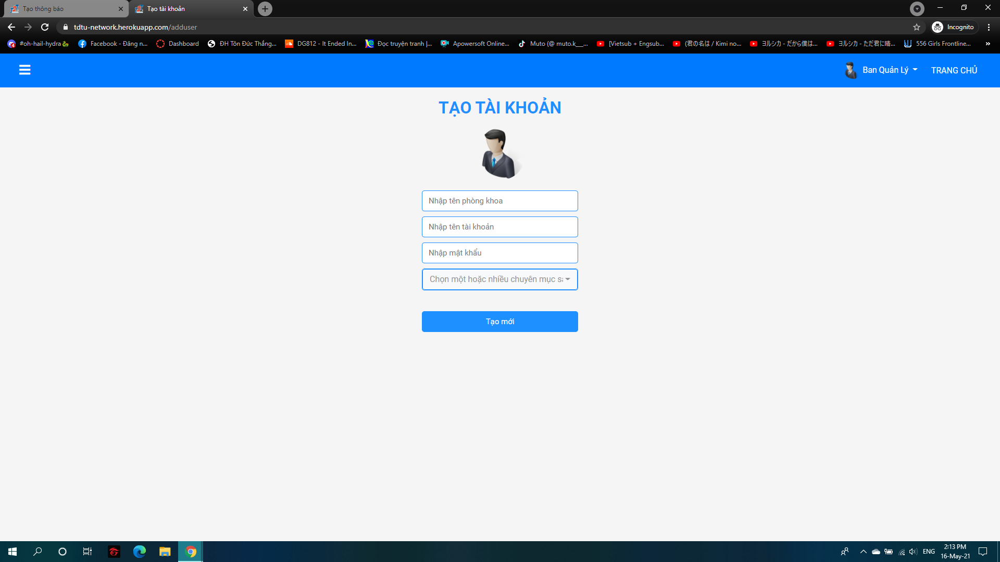 Tạo thông báo
Tạo tài khoản
tdtu-network.herokuapp.com/adduser
Incognito
#oh-hail-hydra🐉
Facebook - Đăng n...
Dashboard
ĐH Tôn Đức Thắng...
DG812 - It Ended In...
Đọc truyện tranh |...
Apowersoft Online...
Muto (@ muto.k___...
[Vietsub + Engsub...
(君の名は / Kimi no...
ヨルシカ - だから僕は...
ヨルシカ - ただ君に晴...
556 Girls Frontline...
Ban Quản Lý
TRANG CHỦ
TẠO TÀI KHOẢN
Nhập tên phòng khoa
Nhập tên tài khoản
Nhập mật khẩu
Chọn một hoặc nhiều chuyên mục sa
Tạo mới
ENG
2:13 PM
16-May-21